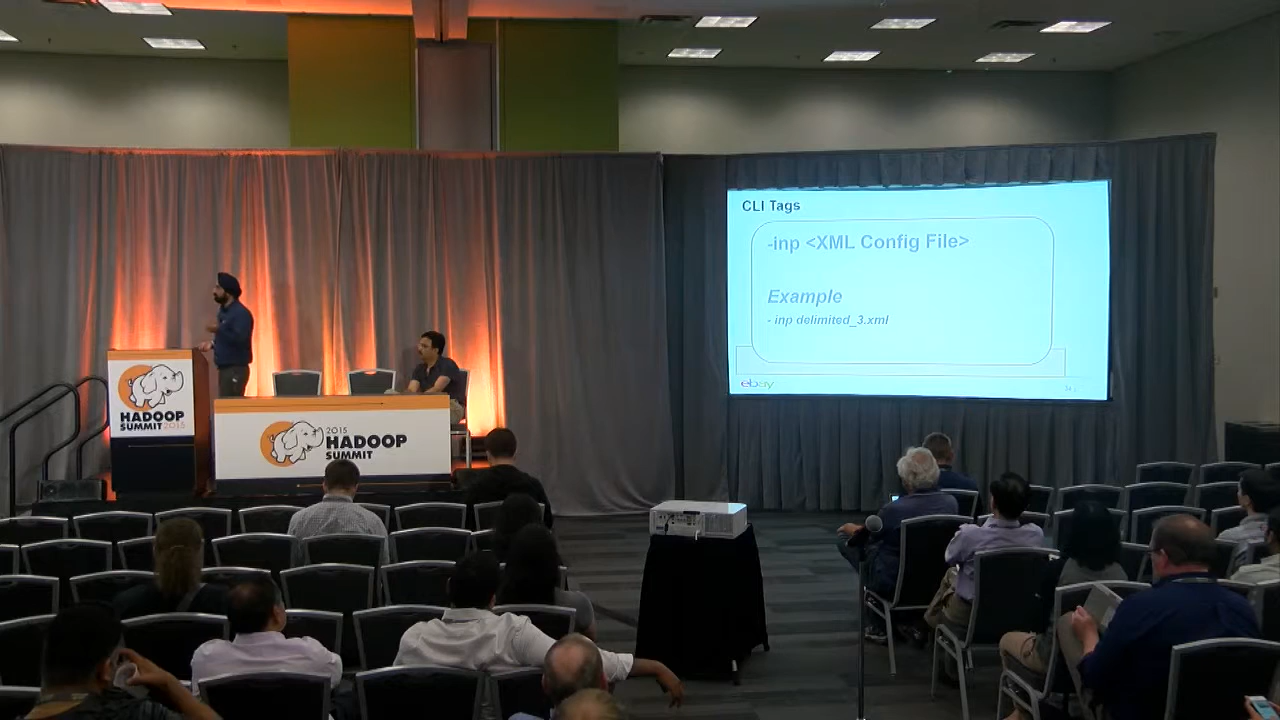 CLI Tags
-inp <XML Config File>
Example
- inp delimited_3.xml
ebay
HADOOP
SUMMIT 2015
2015
HADOOP
SUMMIT